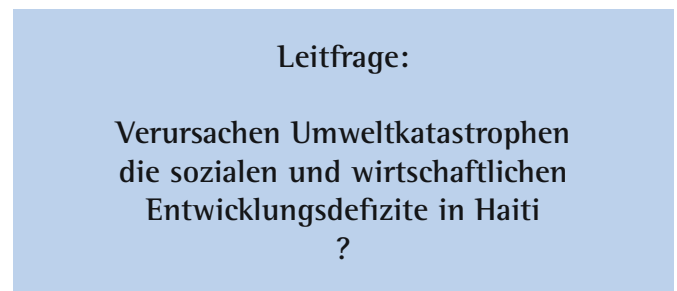 Leitfrage:
Verursachen Umweltkatastrophen
die sozialen und wirtschaftlichen
Entwicklungsdefizite in Haiti
?